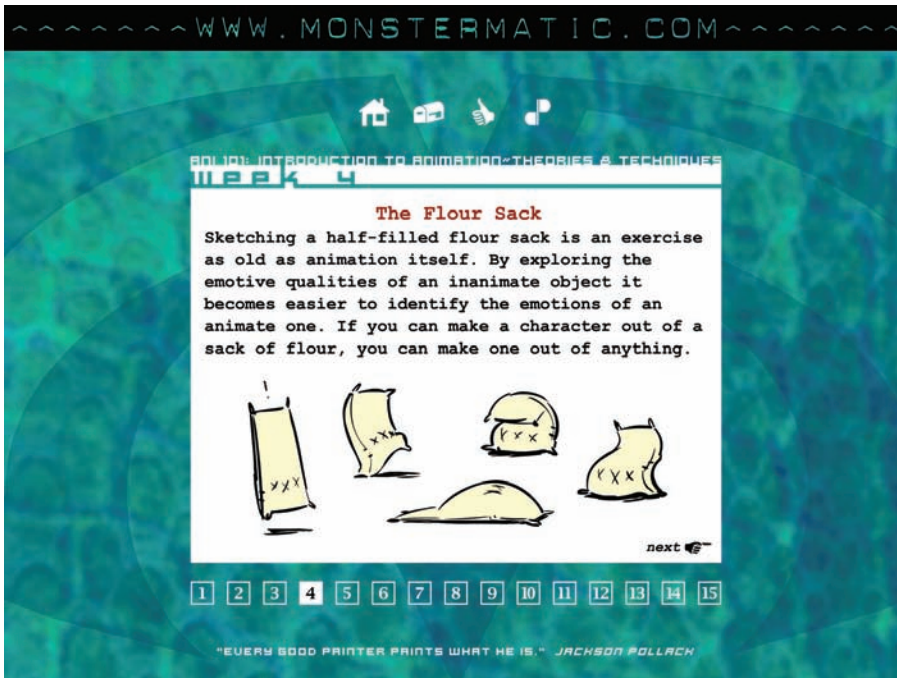 ^^^^^^^WWW.MONSTERMATIC.COM^^^^^^^
ANI 101: INTRODUCTION TO ANIMATION~THEORIES & TECHNIQUES
week 4
The Flour Sack
Sketching a half-filled flour sack is an exercise
as old as animation itself. By exploring the
emotive qualities of an inanimate object it
becomes easier to identify the emotions of an
animate one. If you can make a character out of a
sack of flour, you can make one out of anything.
XXX
XXX
XXX
XXX
next
1 2 3 4 5 6 7 8 9 10 11 12 13 14 15
"EVERY GOOD PAINTER PAINTS WHAT HE IS." JACKSON POLLACK